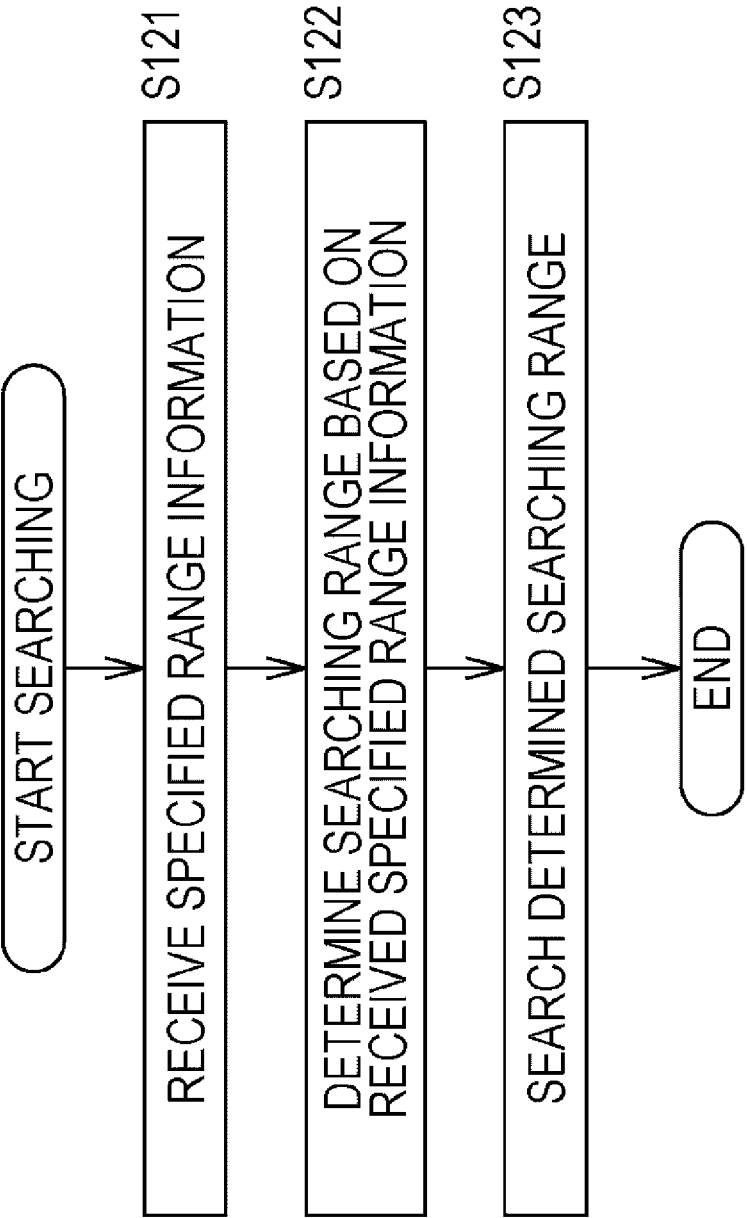 START SEARCHING
RECEIVE SPECIFIED RANGE INFORMATION
S121
DETERMINE SEARCHING RANGE BASED ON
RECEIVED SPECIFIED RANGE INFORMATION
S122
SEARCH DETERMINED SEARCHING RANGE
S123
END